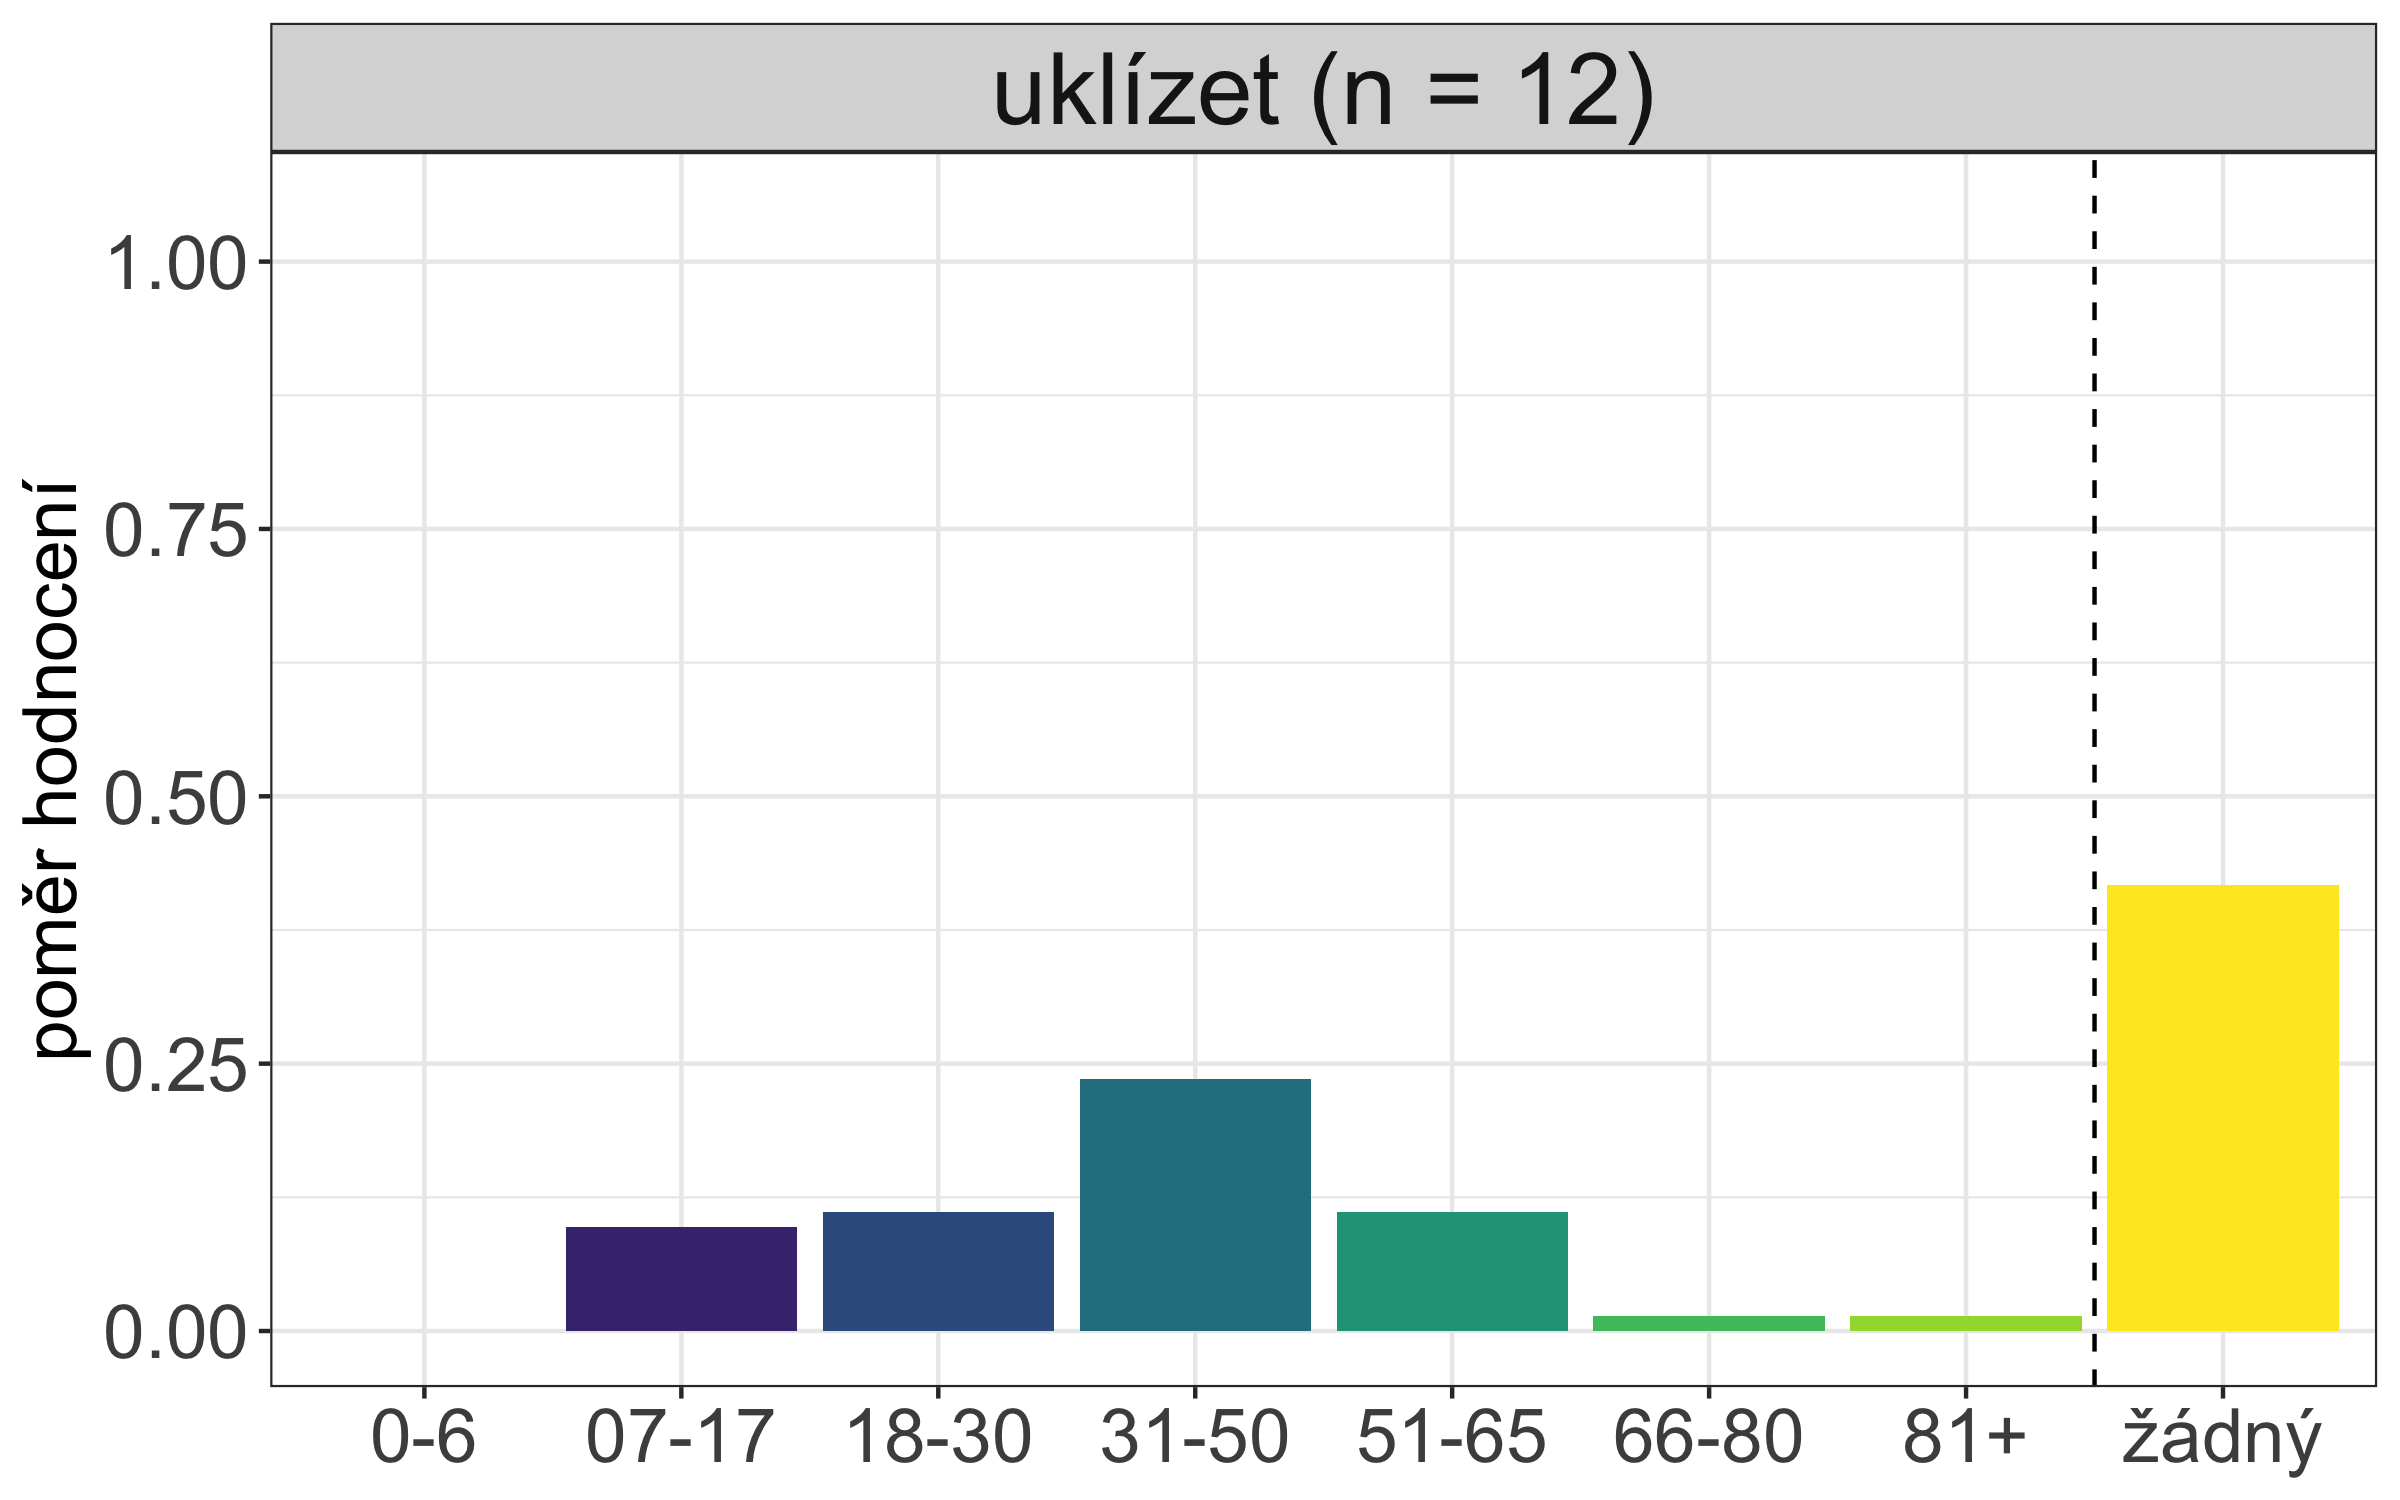 uklízet (n = 12)
poměr hodnocení
1.00
0.75
0.50
0.25
0.00
0-6 07-17 18-30 31-50 51-65 66-80 81+ žádný